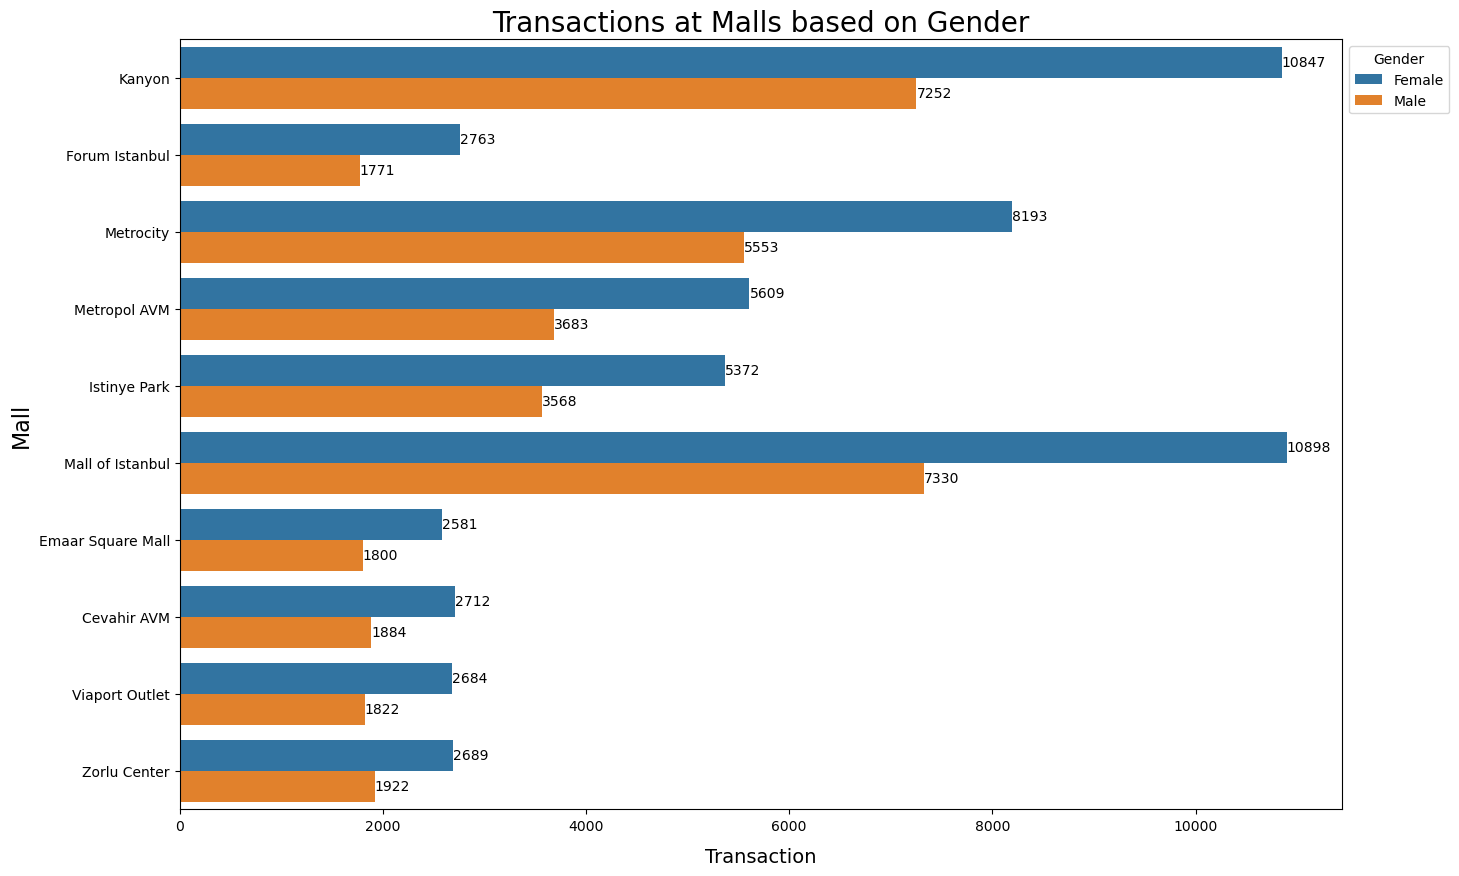 Transactions at Malls based on Gender
Gender
Female
Male
Mall
Kanyon
10847
7252
Forum Istanbul
2763
1771
Metrocity
8193
5553
Metropol AVM
5609
3683
Istinye Park
5372
3568
Mall of Istanbul
10898
7330
Emaar Square Mall
2581
1800
Cevahir AVM
2712
1884
Viaport Outlet
2684
1822
Zorlu Center
2689
1922
0 2000 4000 6000 8000 10000
Transaction